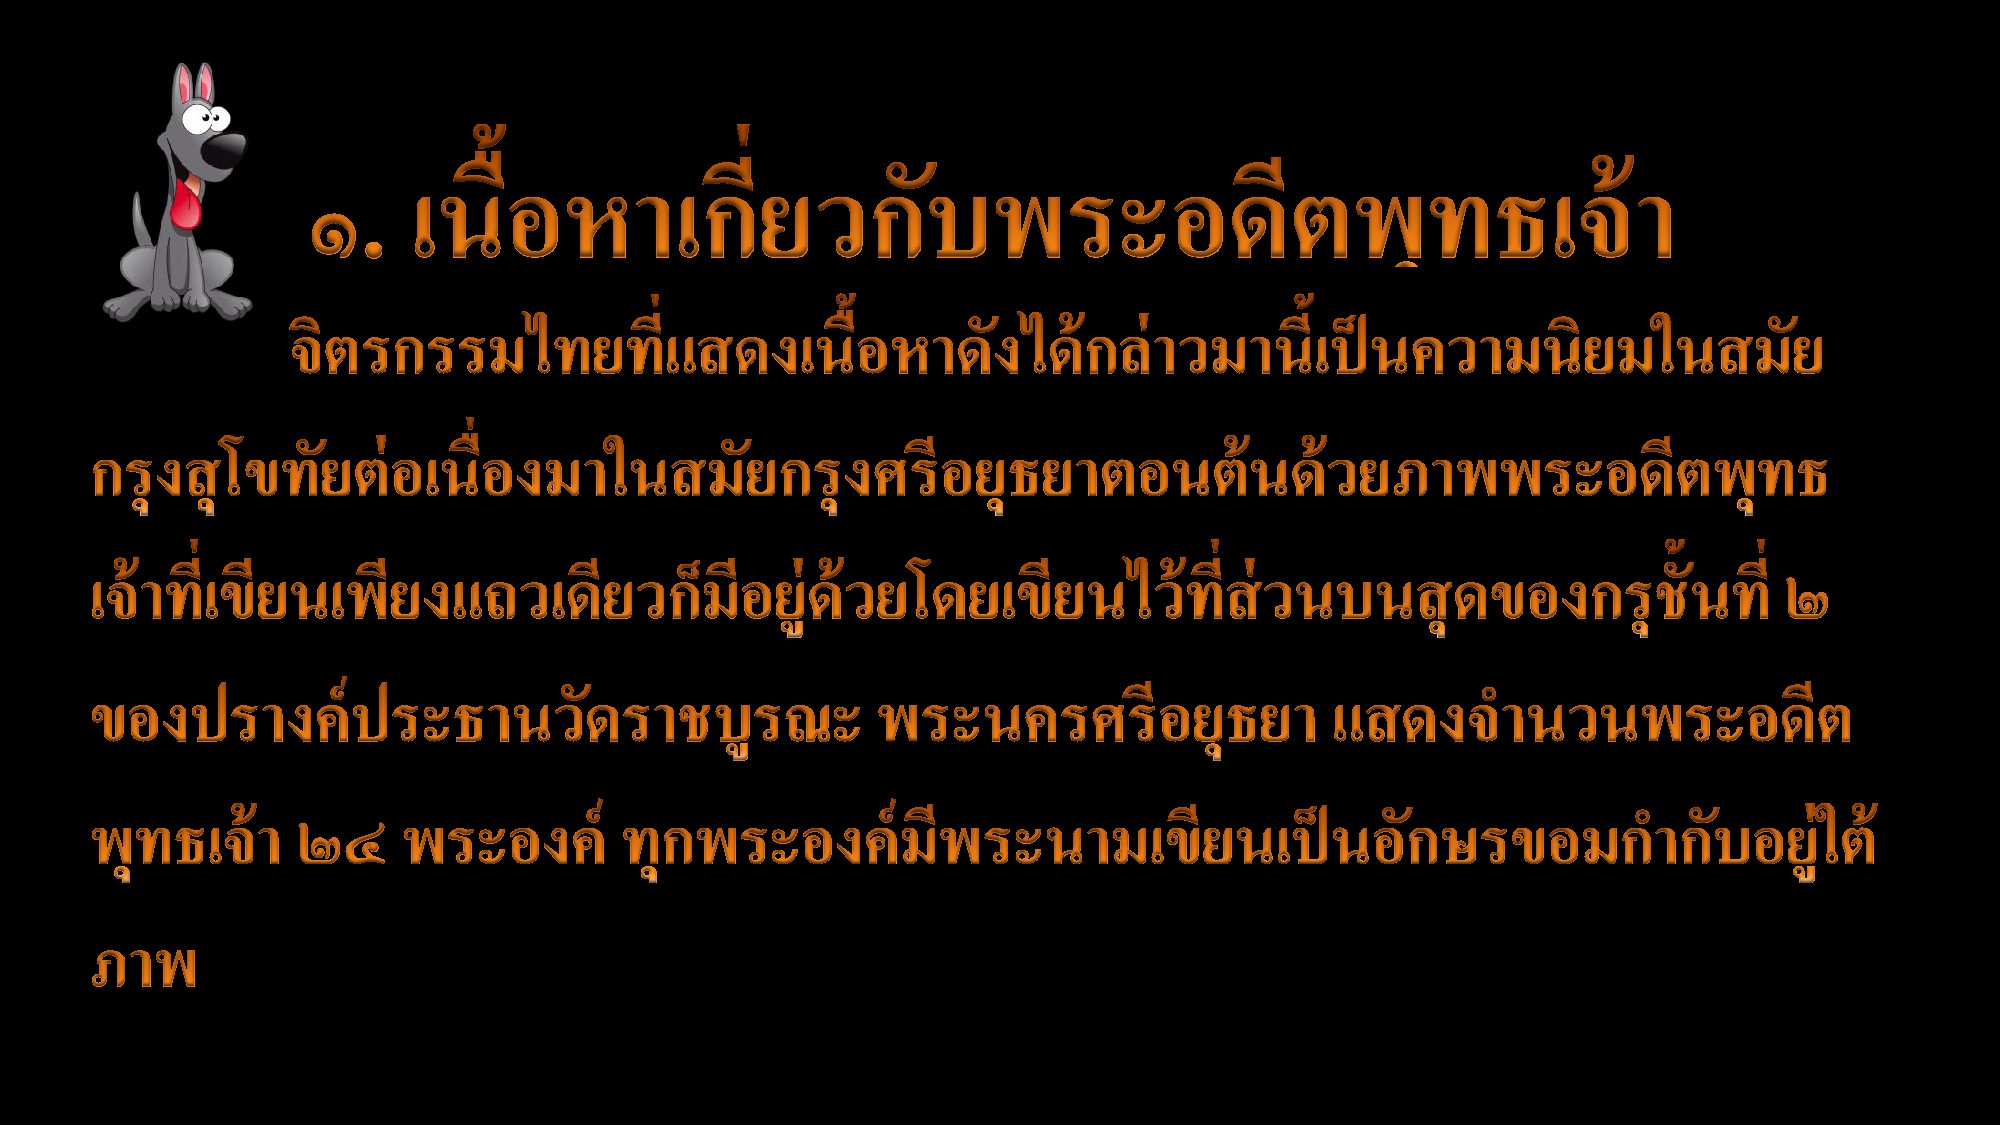 ๑. เนื้อหาเกี่ยวกับพระอดีตพุทธเจ้า
จิตรกรรมไทยที่แสดงเนื้อหาดังได้กล่าวมานี้เป็นความนิยมในสมัย
กรุงสุโขทัยต่อเนื่องมาในสมัยกรุงศรีอยุธยาตอนต้นด้วยภาพพระอดีตพุทธ
เจ้าที่เขียนเพียงแถวเดียวก็มีอยู่ด้วยโดยเขียนไว้ที่ส่วนบนสุดของกรุชั้นที่ ๒
ของปรางค์ประธานวัดราชบูรณะ พระนครศรีอยุธยา แสดงจำนวนพระอดีต
พุทธเจ้า ๒๔ พระองค์ ทุกพระองค์มีพระนามเขียนเป็นอักษรขอมกำกับอยู่ใต้
ภาพ